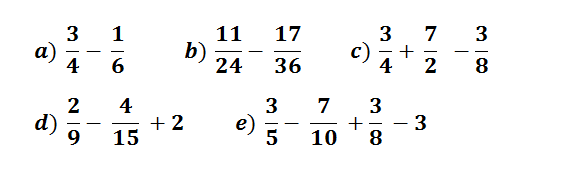 a) 3/4 − 1/6   b) 11/24 − 17/36   c) 3/4 + 7/2 − 3/8
d) 2/9 − 4/15 + 2   e) 3/5 − 7/10 + 3/8 − 3